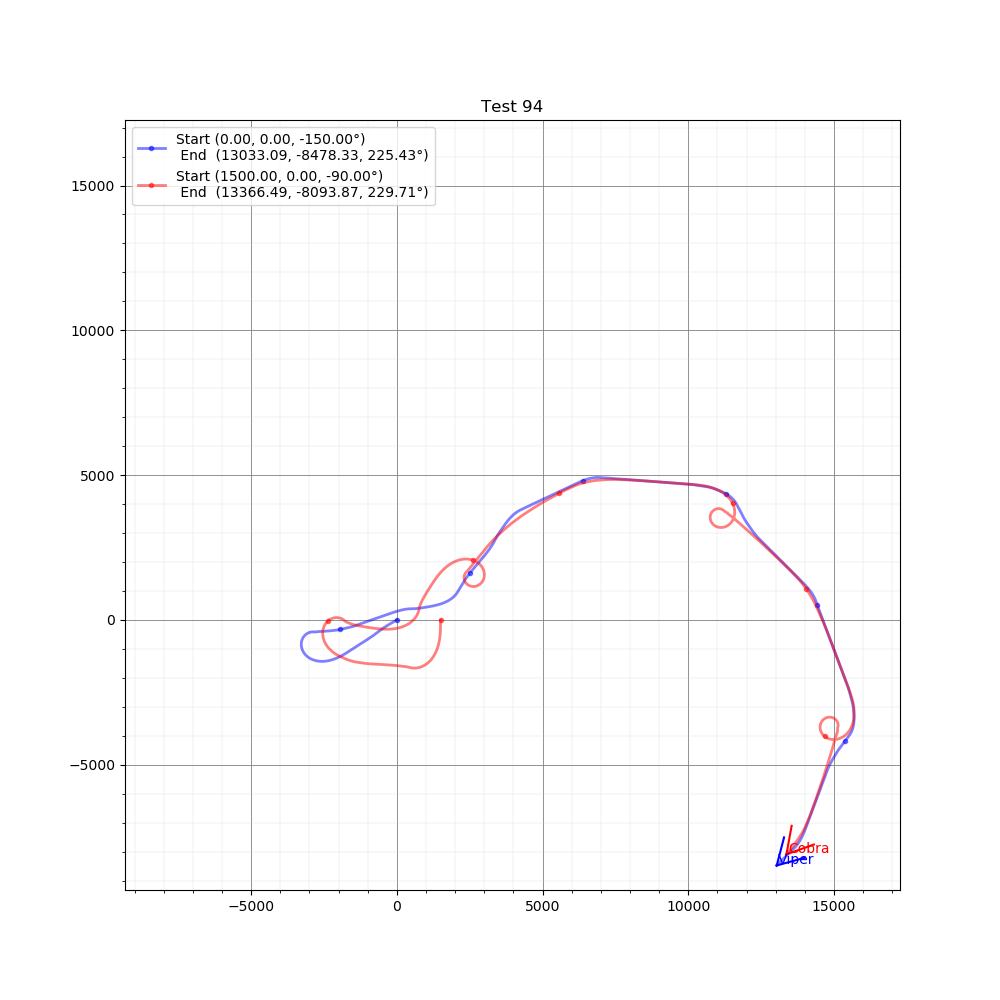 Test 94
Start (0.00, 0.00, -150.00°)
End (13033.09, -8478.33, 225.43°)
Start (1500.00, 0.00, -90.00°)
End (13366.49, -8093.87, 229.71°)
15000
10000
5000
0
−5000
Cobra
Viper
−5000 0 5000 10000 15000